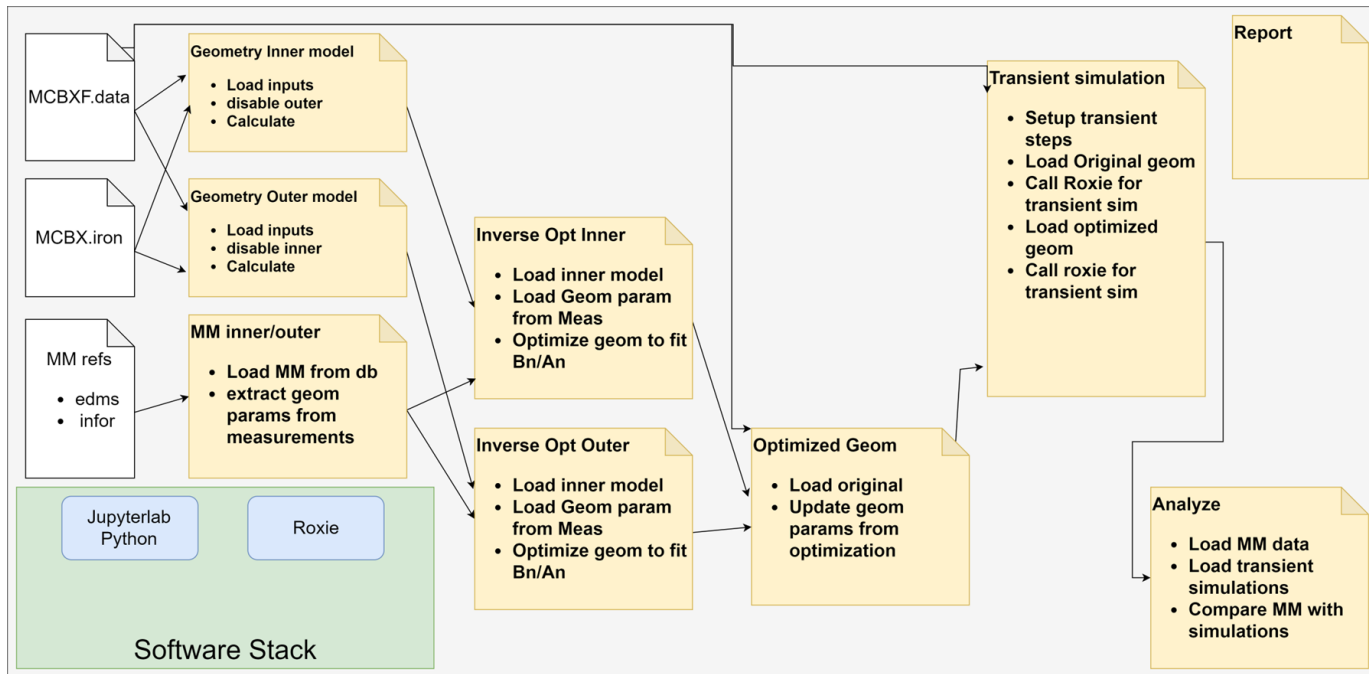 MCBXF.data
MCBX.iron
MM refs
• edms
• infor
Geometry Inner model
• Load inputs
• disable outer
• Calculate
Geometry Outer model
• Load inputs
• disable inner
• Calculate
MM inner/outer
• Load MM from db
• extract geom
params from
measurements
Inverse Opt Inner
• Load inner model
• Load Geom param
from Meas
• Optimize geom to fit
Bn/An
Inverse Opt Outer
• Load inner model
• Load Geom param
from Meas
• Optimize geom to fit
Bn/An
Optimized Geom
• Load original
• Update geom
params from
optimization
Transient simulation
• Setup transient
steps
• Load Original geom
• Call Roxie for
transient sim
• Load optimized
geom
• Call roxie for
transient sim
Report
Analyze
• Load MM data
• Load transient
simulations
• Compare MM with
simulations
Jupyterlab
Python
Roxie
Software Stack